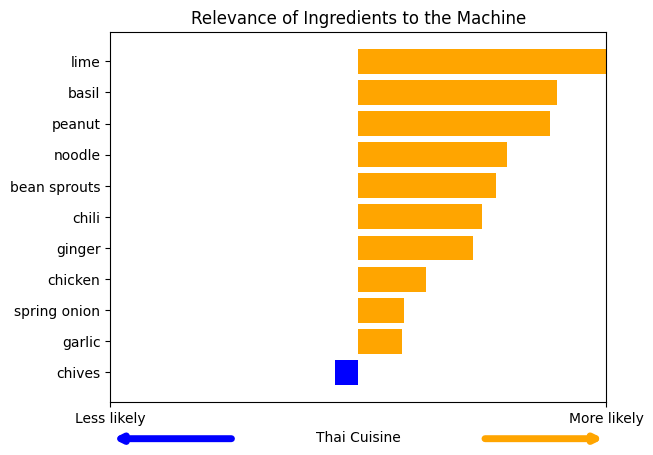 Relevance of Ingredients to the Machine
lime
basil
peanut
noodle
bean sprouts
chili
ginger
chicken
spring onion
garlic
chives
Less likely
More likely
Thai Cuisine